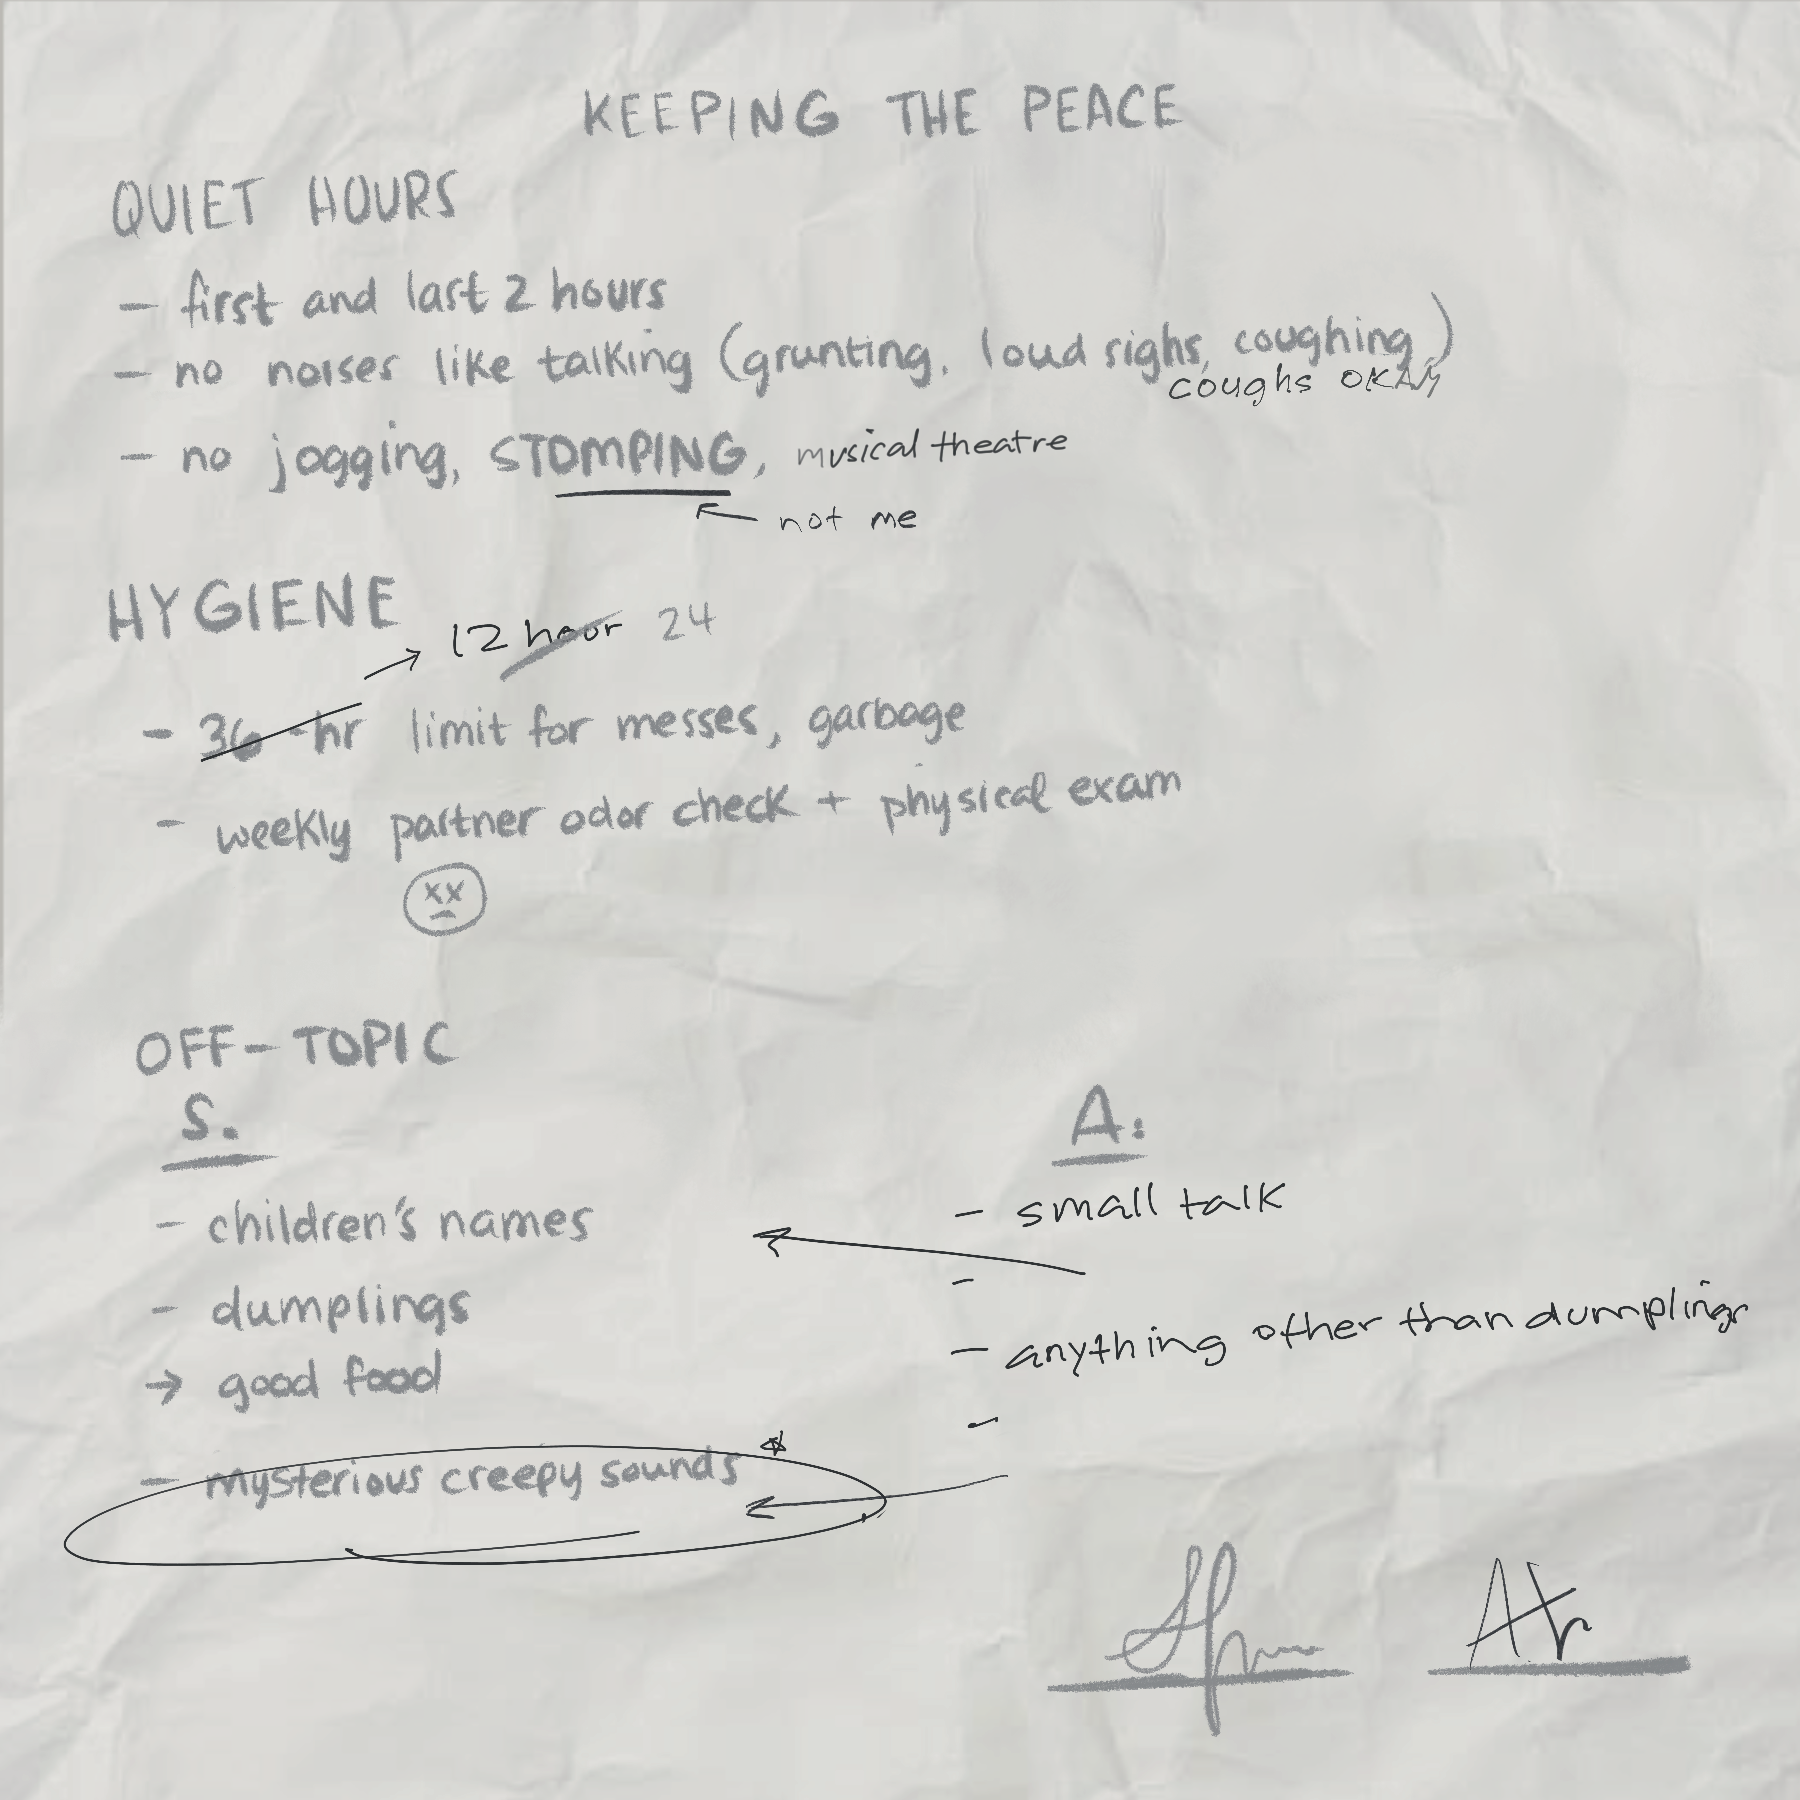 KEEPING THE PEACE
QUIET HOURS
- first and last 2 hours
- no noises like talking (grunting, loud sighs, coughing)
coughs OKAY
- no jogging, STOMPING, musical theatre
← not me
HYGIENE
→ 12 hour 24
- 36-hr limit for messes, garbage
- weekly partner odor check + physical exam
OFF-TOPIC
S.
- children's names
- dumplings
→ good food
- mysterious creepy sounds
A:
- small talk
-
- anything other than dumplings
-